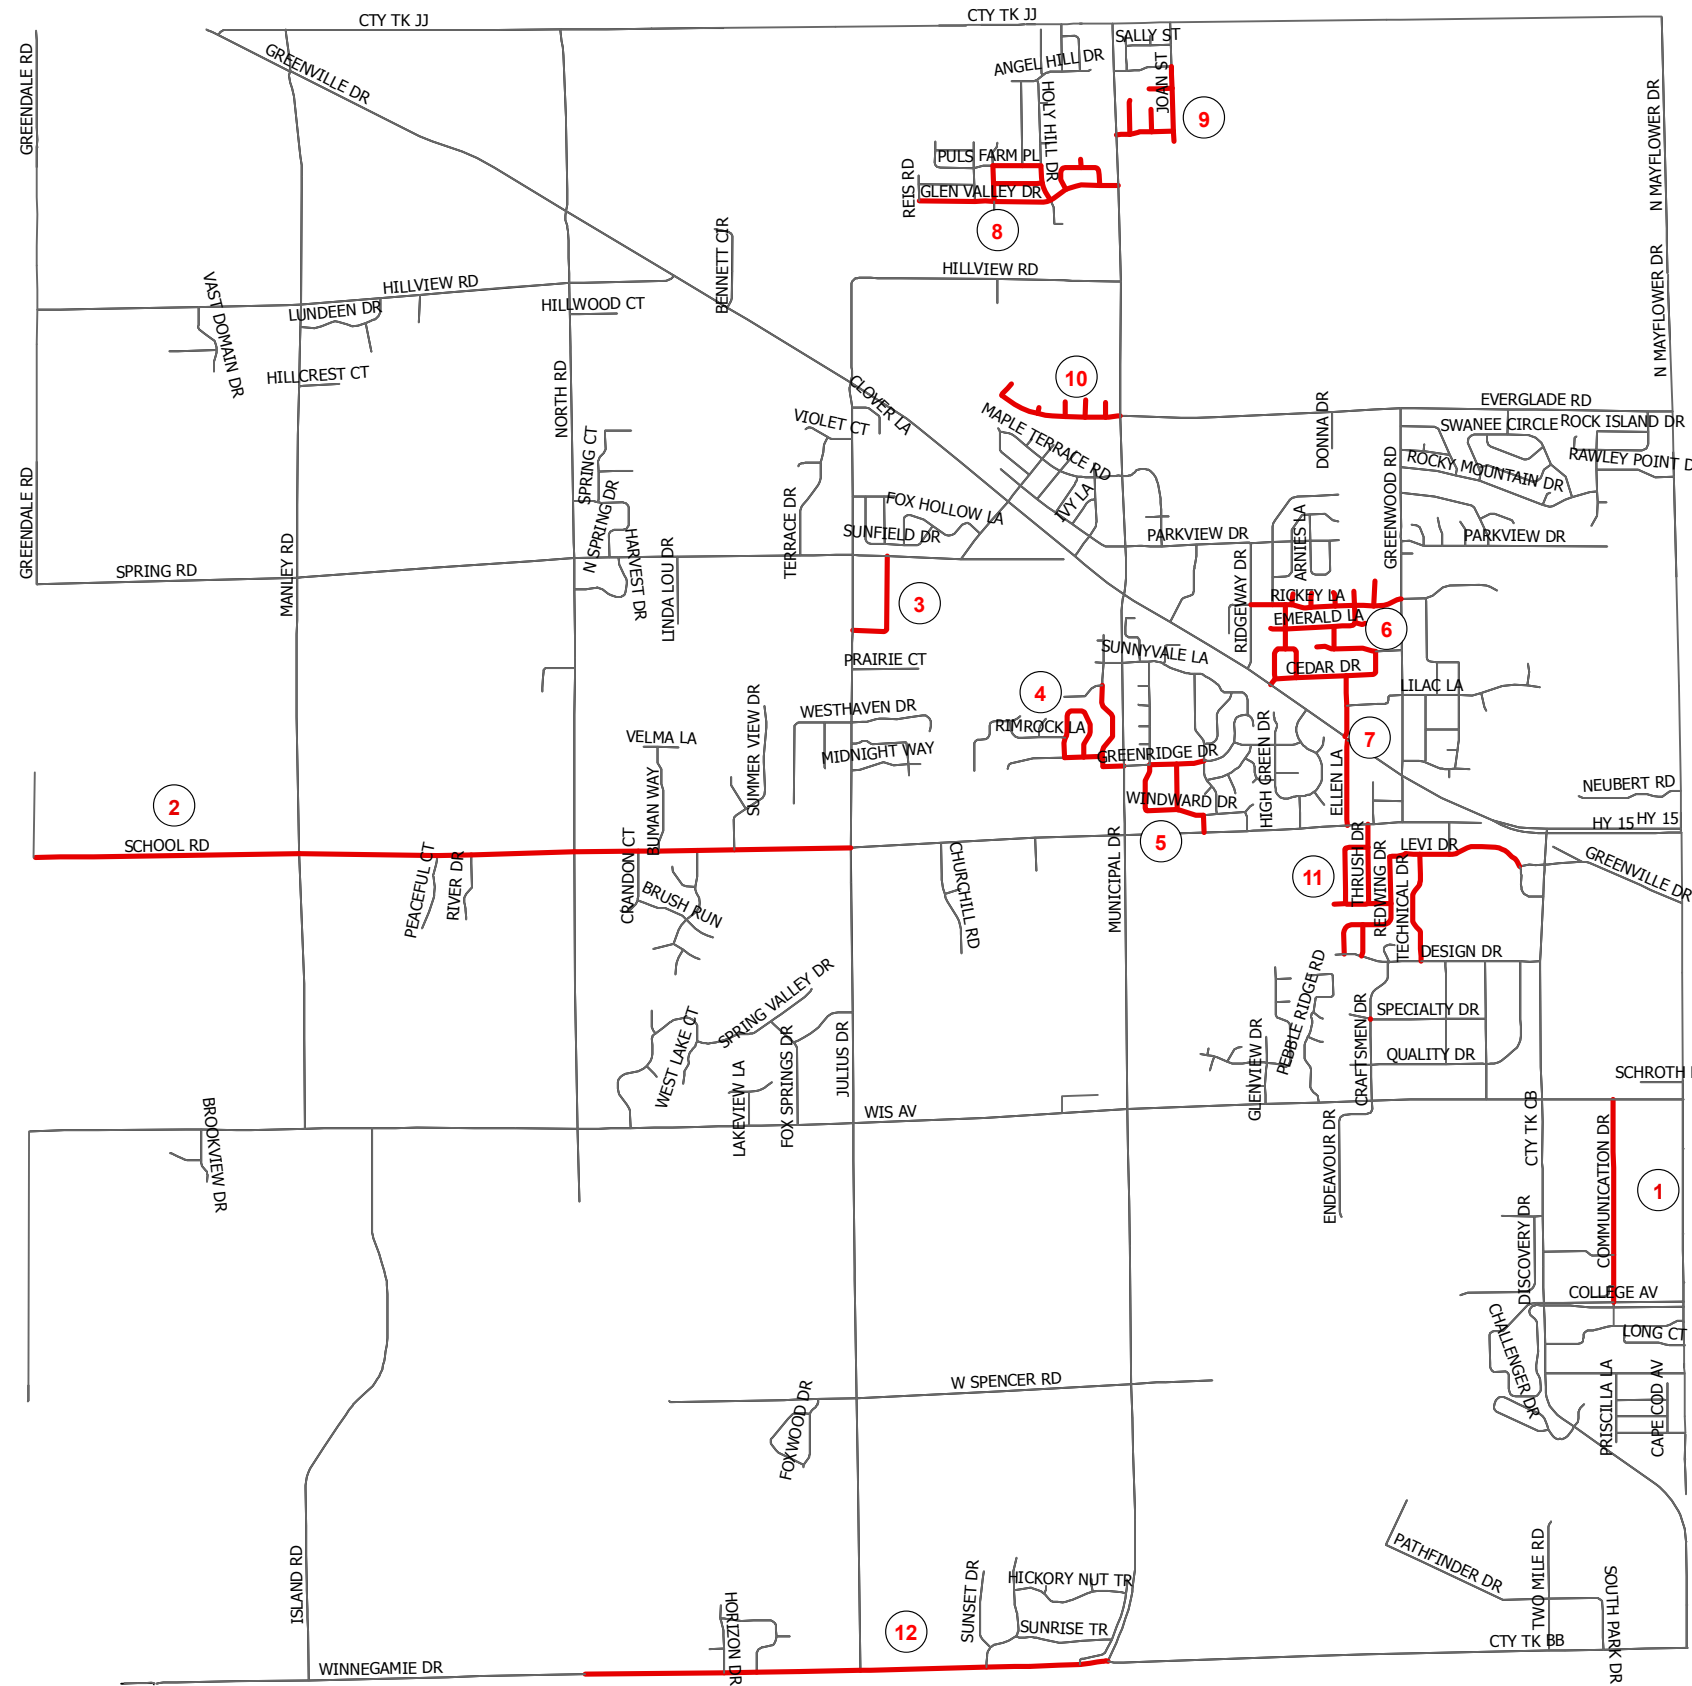 CTY TK JJ
CTY TK JJ
GREENDALE RD
GREENVILLE DR
SALLY ST
ANGEL HILL DR
JOAN ST
HOLY HILL DR
9
N MAYFLOWER DR
PULS FARM PL
REIS RD
GLEN VALLEY DR
8
BENNETT CIR
N MAYFLOWER DR
HILLVIEW RD
HILLVIEW RD
VAST DOMAIN DR
LUNDEEN DR
HILLWOOD CT
HILLCREST CT
NORTH RD
10
CLOVER LA
VIOLET CT
MAPLE TERRACE RD
DONNA DR
EVERGLADE RD
SWANEE CIRCLE
ROCK ISLAND DR
GREENDALE RD
SPRING CT
N SPRING DR
TERRACE DR
FOX HOLLOW LA
IVY LA
GREENWOOD RD
ROCKY MOUNTAIN DR
RAWLEY POINT D
SUNFIELD DR
PARKVIEW DR
ARNIES LA
PARKVIEW DR
MANLEY RD
SPRING RD
HARVEST DR
LINDA LOU DR
3
RIDGEWAY DR
RICKEY LA
EMERALD LA
6
PRAIRIE CT
SUNNYVALE LA
CEDAR DR
4
LILAC LA
SUMMER VIEW DR
WESTHAVEN DR
VELMA LA
MIDNIGHT WAY
RIMROCK LA
GREENRIDGE DR
HIGH GREEN DR
ELLEN LA
7
2
BUMAN WAY
WINDWARD DR
NEUBERT RD
HY 15
HY 15
SCHOOL RD
5
PEACEFUL CT
RIVER DR
CRANDON CT
BRUSH RUN
CHURCHILL RD
MUNICIPAL DR
11
THRUSH DR
REDWING DR
TECHNICAL DR
LEVI DR
GREENVILLE DR
DESIGN DR
SPRING VALLEY DR
WEST LAKE CT
JULIUS DR
PEBBLE RIDGE RD
GLENVIEW DR
CRAFTSMEN DR
SPECIALTY DR
QUALITY DR
LAKEVIEW LA
FOX SPRINGS DR
SCHROTH
WIS AV
BROOKVIEW DR
ENDEAVOUR DR
CTY TK CB
COMMUNICATION DR
1
DISCOVERY DR
COLLEGE AV
CHALLENGER DR
LONG CT
W SPENCER RD
FOXWOOD DR
PRISCILLA LA
CAPE COD AV
ISLAND RD
PATHFINDER DR
TWO MILE RD
SOUTH PARK DR
HORIZON DR
12
SUNSET DR
HICKORY NUT TR
SUNRISE TR
CTY TK BB
WINNEGAMIE DR